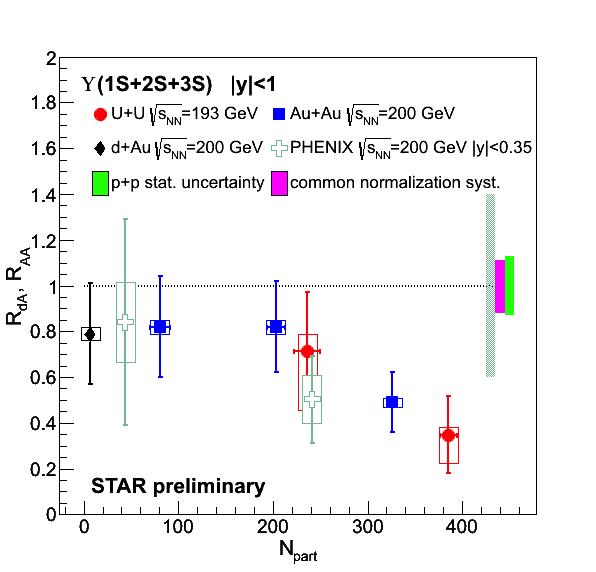 ϒ(1S+2S+3S) |y|<1
U+U √sNN=193 GeV Au+Au √sNN=200 GeV
d+Au √sNN=200 GeV PHENIX √sNN=200 GeV |y|<0.35
p+p stat. uncertainty common normalization syst.
2
1.8
1.6
1.4
1.2
1
0.8
0.6
0.4
0.2
0
RdA, RAA
STAR preliminary
0 100 200 300 400
Npart